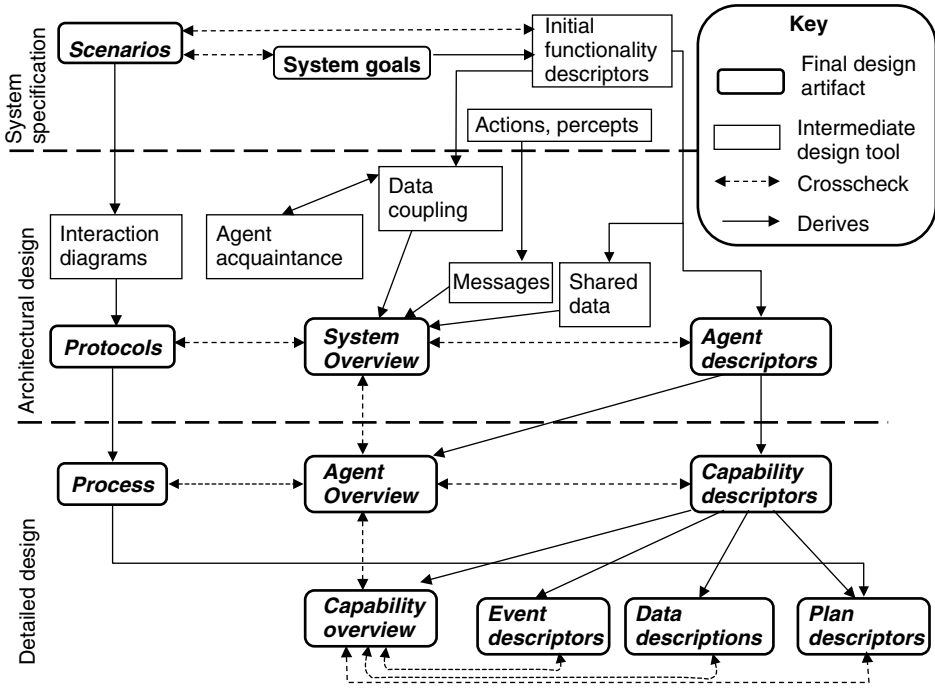 System
specification
Scenarios
System goals
Initial
functionality
descriptors
Actions, percepts
Key
Final design
artifact
Intermediate
design tool
Crosscheck
Derives
Architectural design
Interaction
diagrams
Agent
acquaintance
Data
coupling
Messages
Shared
data
Protocols
System
Overview
Agent
descriptors
Detailed design
Process
Agent
Overview
Capability
descriptors
Capability
overview
Event
descriptors
Data
descriptions
Plan
descriptors